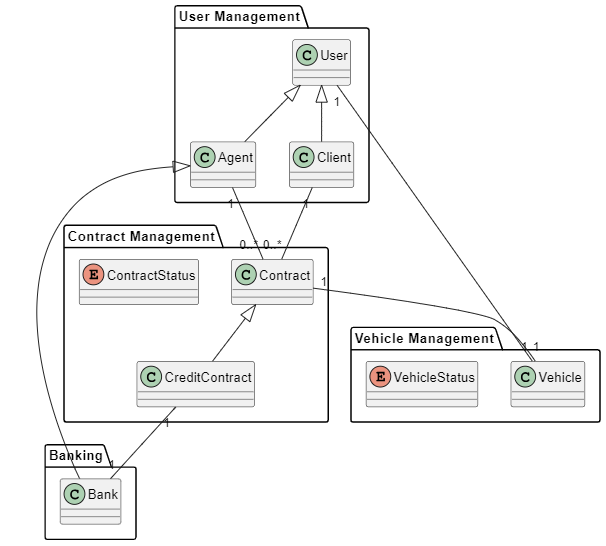 User Management
C User
1
C Agent
C Client
1
1
0..*
0..*
Contract Management
E ContractStatus
C Contract
1
C CreditContract
1
Vehicle Management
1
1
E VehicleStatus
C Vehicle
Banking
1
C Bank